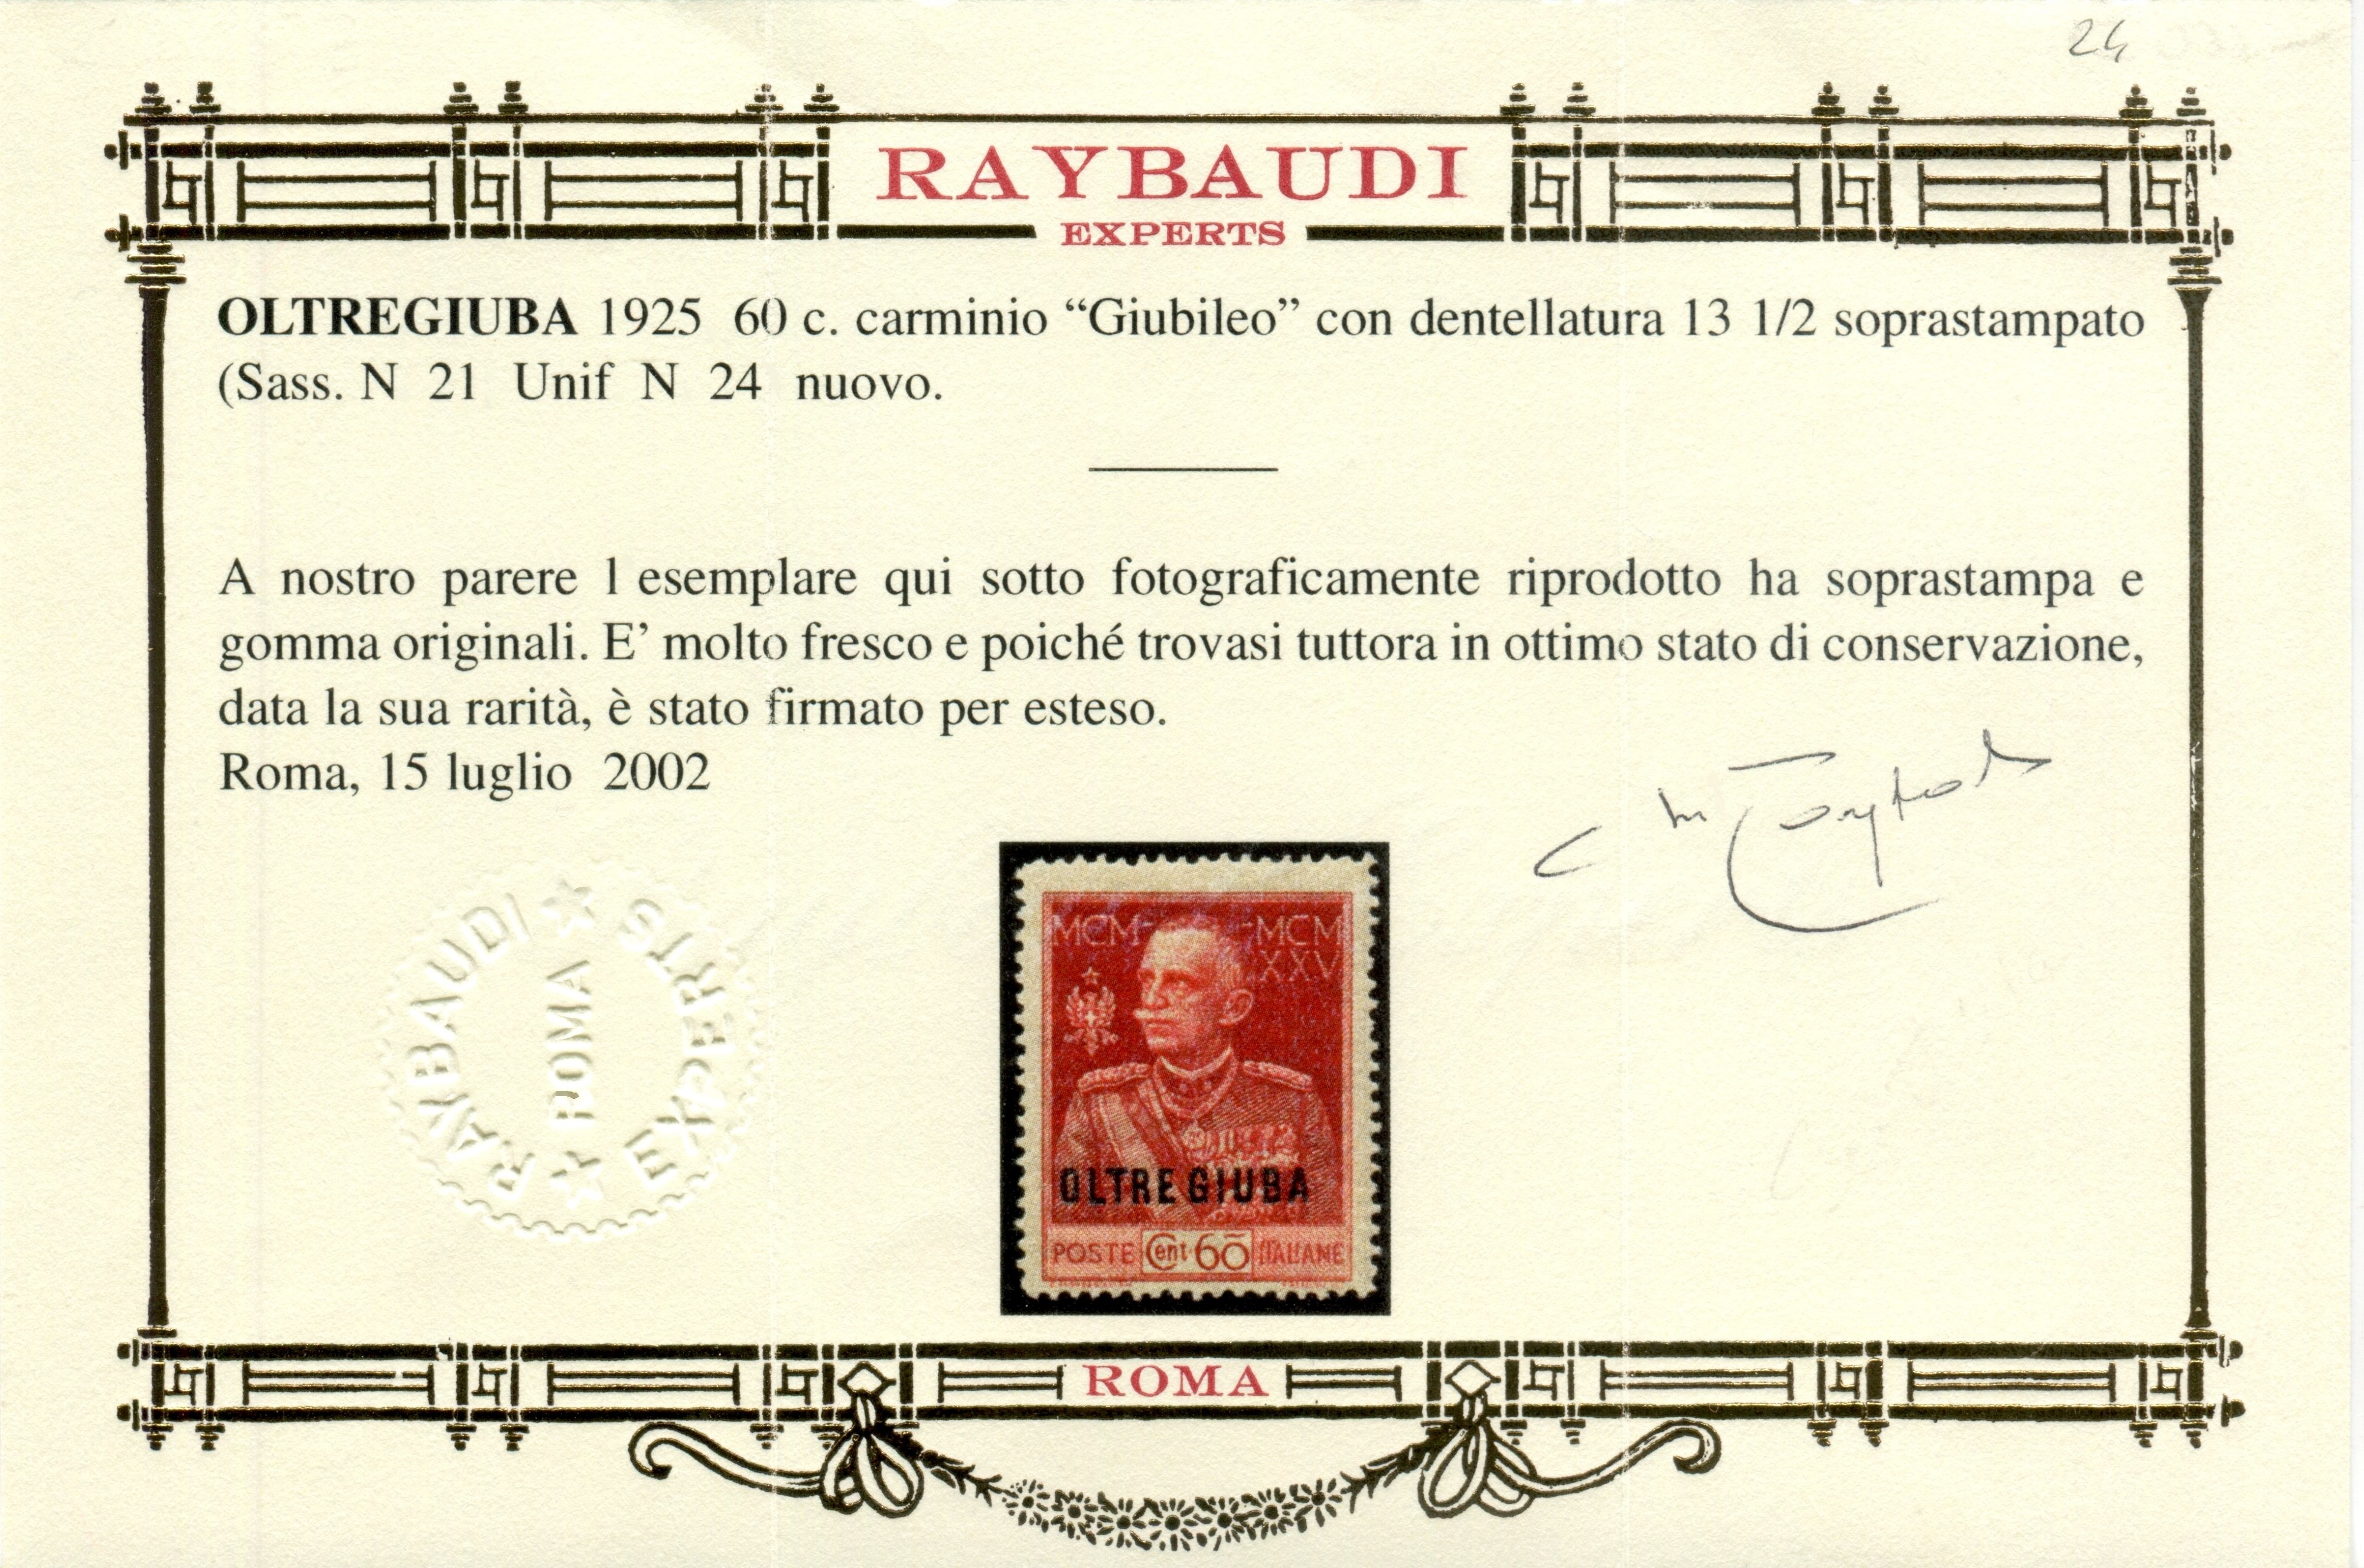 24
RAYBAUDI
EXPERTS
OLTREGIUBA 1925 60 c. carminio “Giubileo” con dentellatura 13 1/2 soprastampato
(Sass. N 21 Unif N 24 nuovo.
A nostro parere l esemplare qui sotto fotograficamente riprodotto ha soprastampa e
gomma originali. E’ molto fresco e poiché trovasi tuttora in ottimo stato di conservazione,
data la sua rarità, è stato firmato per esteso.
Roma, 15 luglio 2002
RAYBAUDI EXPERTS
ROMA
MCM MCM
XXV
OLTRE GIUBA
POSTE Cent 60 ITALIANE
ROMA